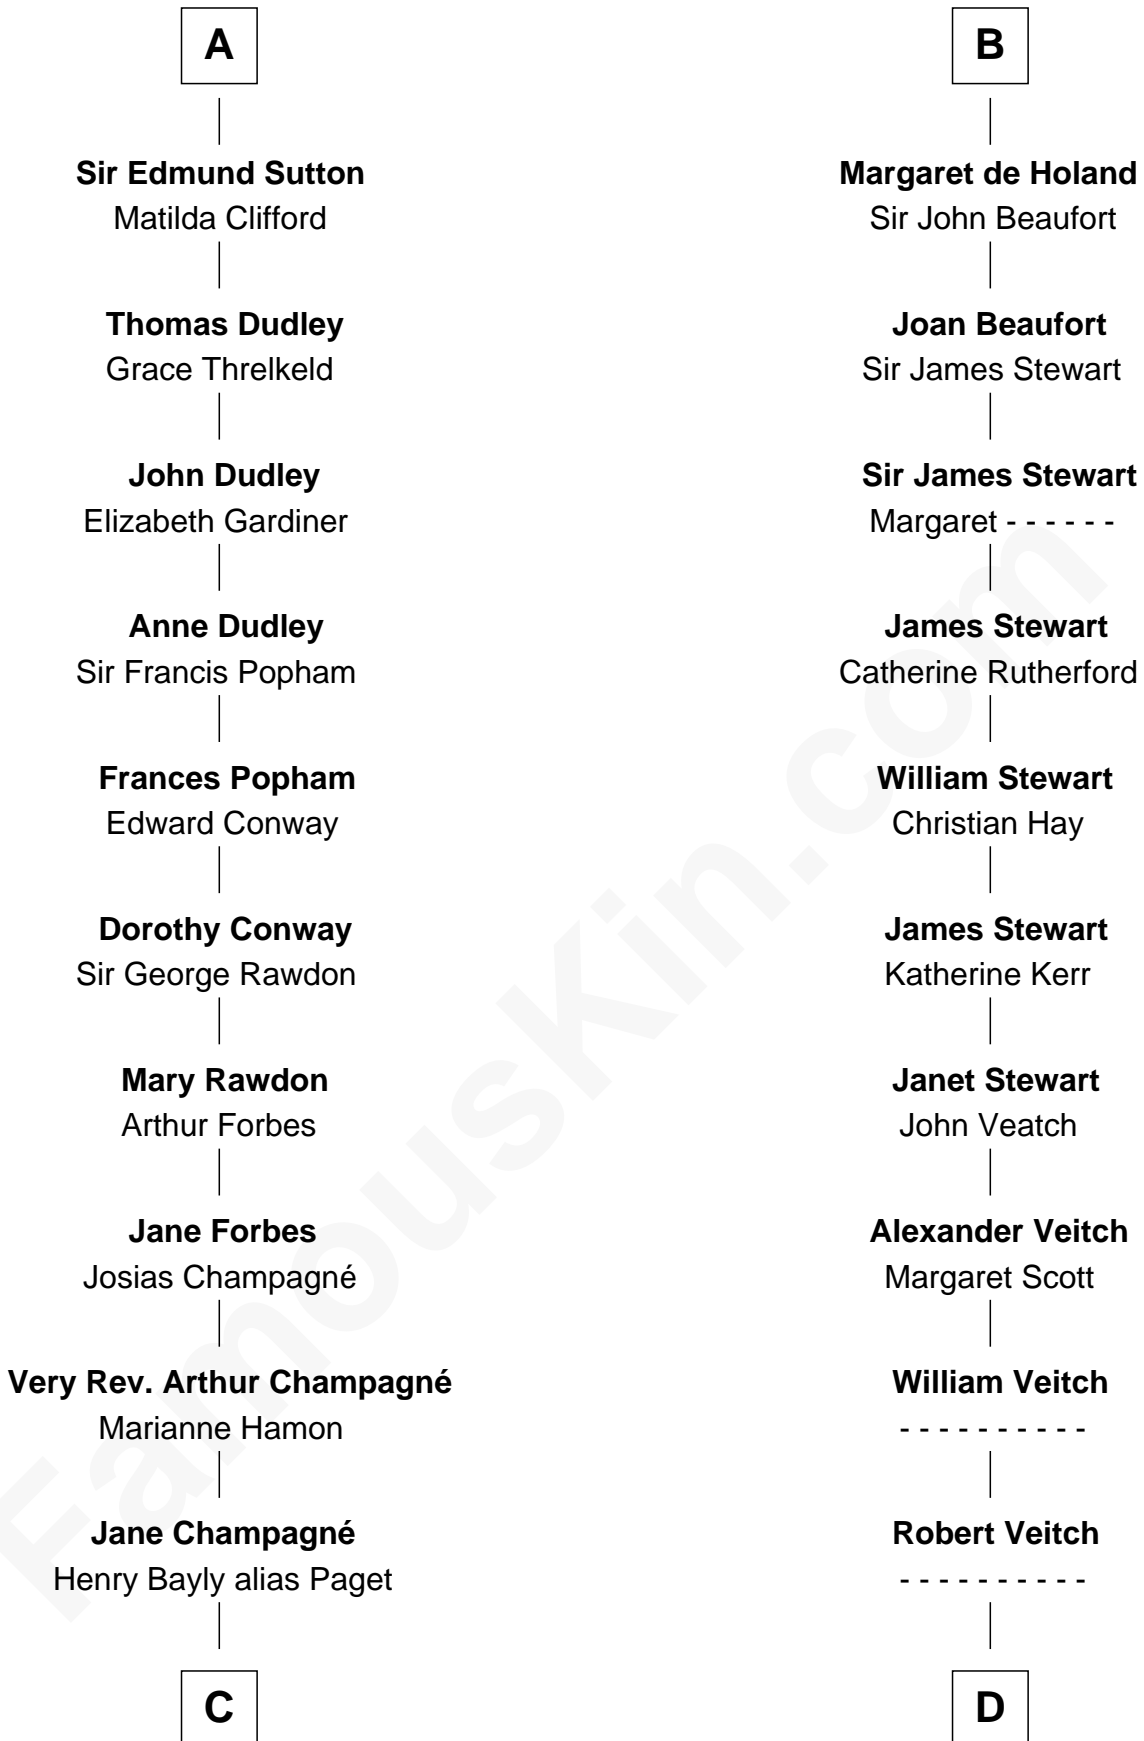 A
Sir Edmund Sutton
Matilda Clifford
Thomas Dudley
Grace Threlkeld
John Dudley
Elizabeth Gardiner
Anne Dudley
Sir Francis Popham
Frances Popham
Edward Conway
Dorothy Conway
Sir George Rawdon
Mary Rawdon
Arthur Forbes
Jane Forbes
Josias Champagné
Very Rev. Arthur Champagné
Marianne Hamon
Jane Champagné
Henry Bayly alias Paget
C
B
Margaret de Holand
Sir John Beaufort
Joan Beaufort
Sir James Stewart
Sir James Stewart
Margaret - - - - - -
James Stewart
Catherine Rutherford
William Stewart
Christian Hay
James Stewart
Katherine Kerr
Janet Stewart
John Veatch
Alexander Veitch
Margaret Scott
William Veitch
- - - - - - - - - -
Robert Veitch
- - - - - - - - - -
D
FamousKin.com